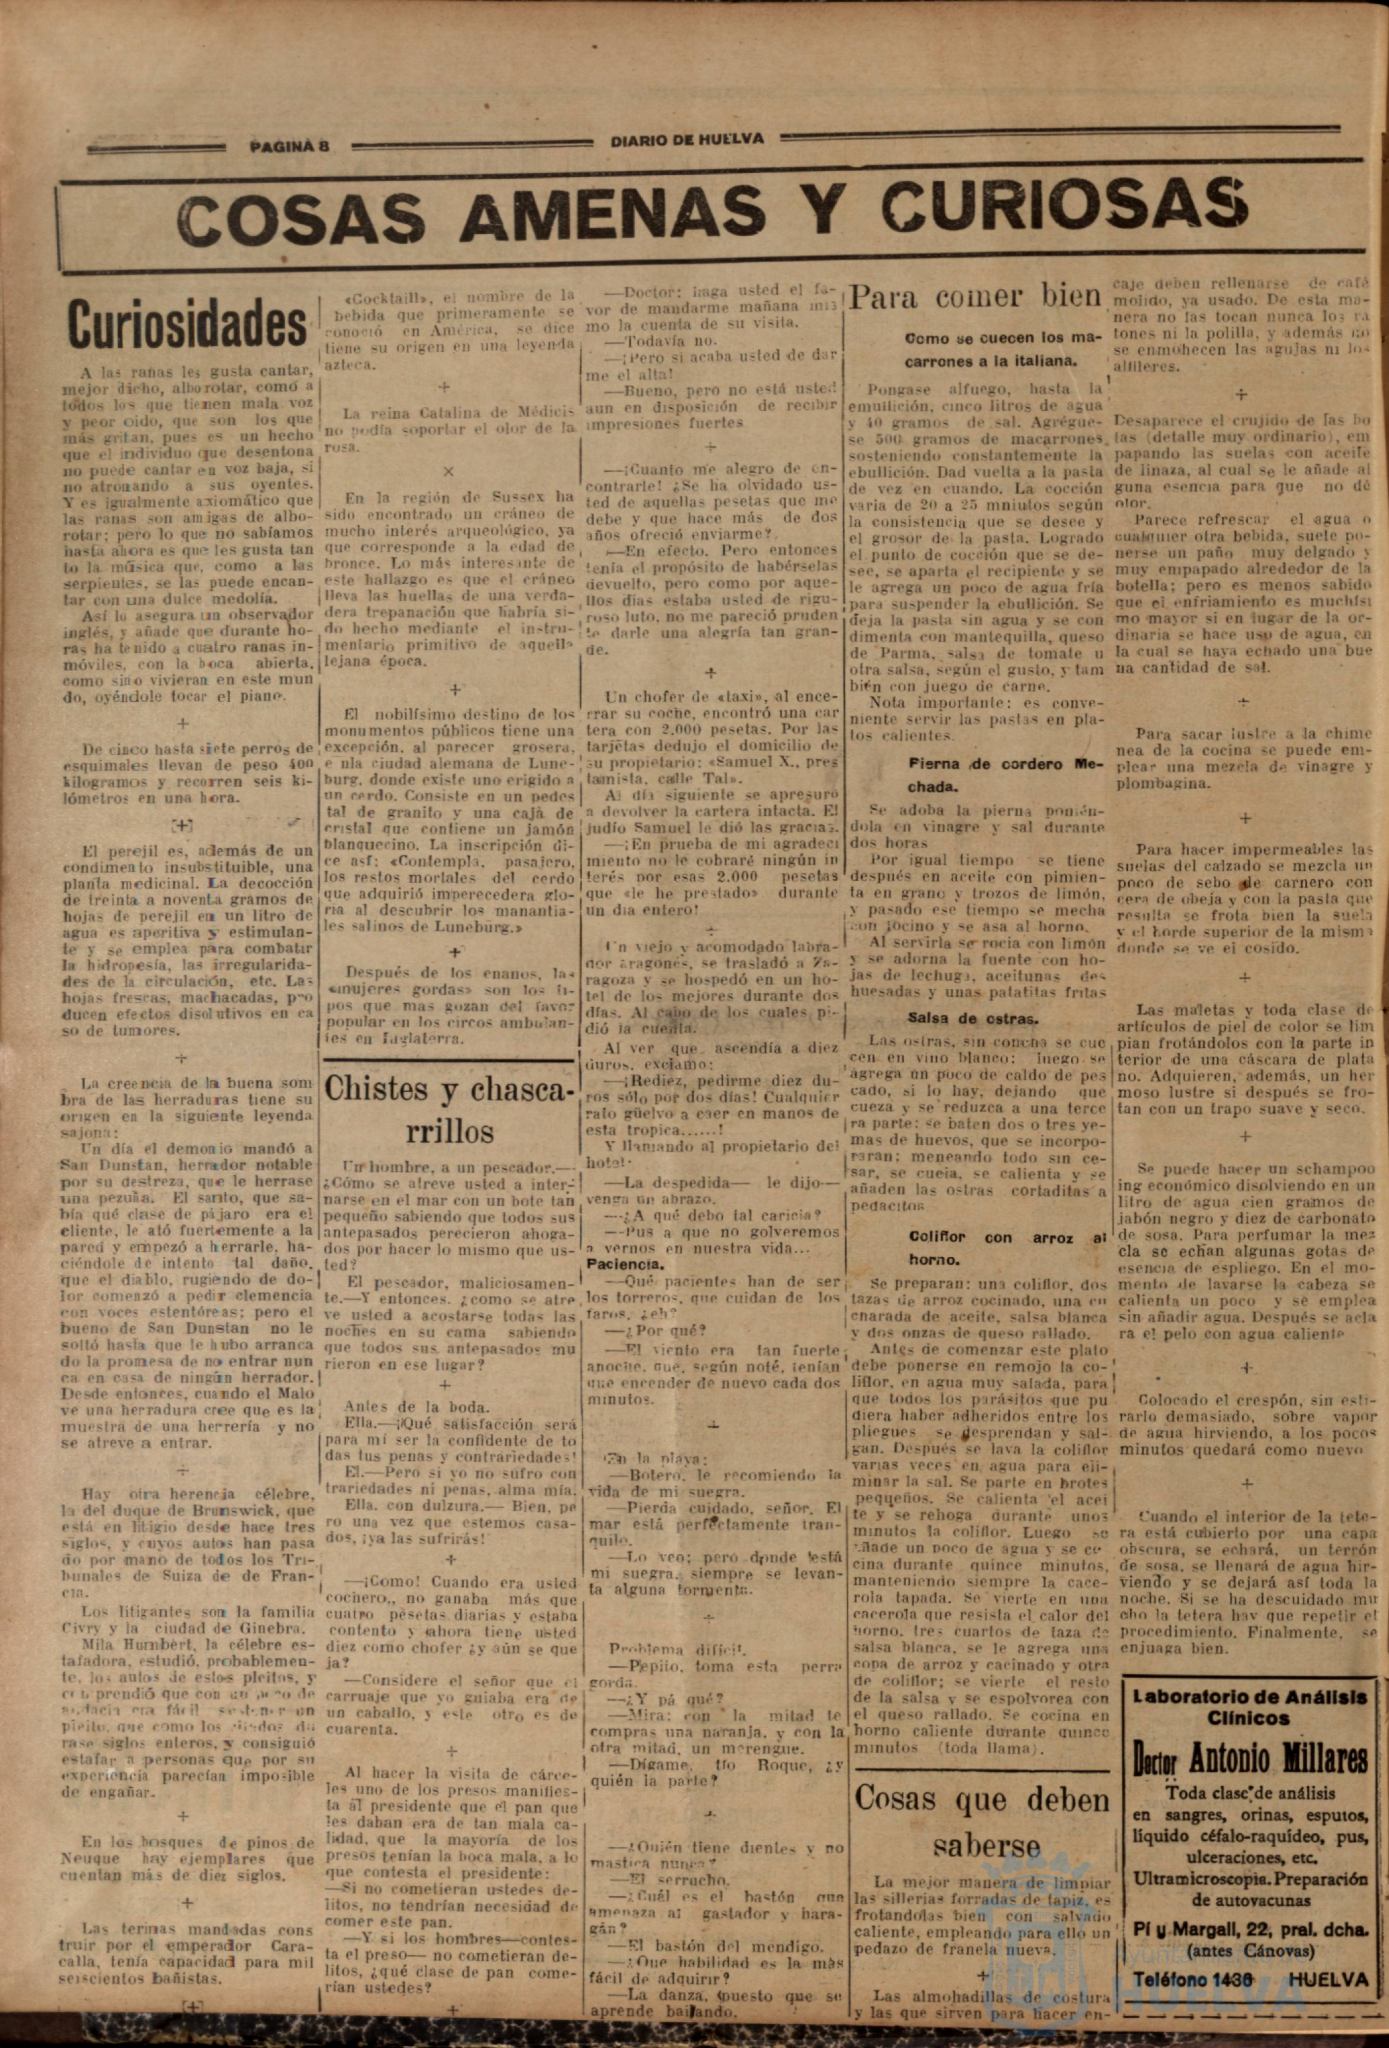 PAGINA 8
DIARIO DE HUELVA
COSAS AMENAS Y CURIOSAS
Curiosidades
A las ranas les gusta cantar,
mejor dicho, alborotar, como a
todos los que tienen mala voz
y peor oido, que son los que
más gritan, pues es un hecho
que el individuo que desentona
no puede cantar en voz baja, si
no atronando a sus oyentes.
Y es igualmente axiomático que
las ranas son amigas de albo-
rotar; pero lo que no sabíamos
hasta ahora es que les gusta tan
to la música que, como a las
serpientes, se las puede encan-
tar con una dulce medolía.
Así lo asegura un observador
inglés, y añade que durante ho-
ras ha tenido a cuatro ranas in-
móviles, con la boca abierta,
como sino vivieran en este mun
do, oyéndole tocar el piano.
+
De cinco hasta siete perros de
esquimales llevan de peso 400
kilogramos y recorren seis ki-
lómetros en una hora.
[+]
El perejil es, además de un
condimento insubstituible, una
planta medicinal. La decocción
de treinta a noventa gramos de
hojas de perejil en un litro de
agua es aperitiva y estimulan-
te y se emplea para combatir
la hidropesía, las irregularida-
des de la circulación, etc. Las
hojas frescas, machacadas, pro
ducen efectos disolutivos en ca
so de tumores.
+
La creencia de la buena som
bra de las herraduras tiene su
origen en la siguiente leyenda
sajona:
Un día el demonio mandó a
San Dunstan, herrador notable
por su destreza, que le herrase
una pezuña. El santo, que sa-
bía qué clase de pájaro era el
cliente, le ató fuertemente a la
pared y empezó a herrarle, ha-
ciéndole de intento tal daño,
que el diablo, rugiendo de do-
lor comenzó a pedir clemencia
con voces estentóreas; pero el
bueno de San Dunstan no le
soltó hasta que le hubo arranca
do la promesa de no entrar nun
ca en casa de ningún herrador.
Desde entonces, cuando el Malo
ve una herradura cree que es la
muestra de una herrería y no
se atreve a entrar.
+
Hay otra herencia célebre,
la del duque de Brunswick, que
está en litigio desde hace tres
siglos, y cuyos autos han pasa
do por mano de todos los Tri-
bunales de Suiza de de Fran-
cia.
Los litigantes son la familia
Civry y la ciudad de Ginebra.
Mila Humbert, la célebre es-
tafadora, estudió, probablemen-
te, los autos de estos pleitos, y
prendió que con un poco de
audacia era fácil sostener un
pleito, que como los citados du
rase siglos enteros, y consiguió
estafar a personas que por su
experiencia parecían imposible
de engañar.
+
En los bosques de pinos de
Neuque hay ejemplares que
cuentan más de diez siglos.
+
Las termas mandadas cons
truir por el emperador Cara-
calla, tenía capacidad para mil
seiscientos bañistas.
[+]
«Cocktaill», el nombre de la
bebida que primeramente se
conoció en América, se dice
tiene su origen en una leyenda
azteca.
+
La reina Catalina de Médicis
no podía soportar el olor de la
rosa.
×
En la región de Sussex ha
sido encontrado un cráneo de
mucho interés arqueológico, ya
que corresponde a la edad de
bronce. Lo más interesante de
este hallazgo es que el cráneo
lleva las huellas de una verda-
dera trepanación que habría si-
do hecho mediante el instru-
mentario primitivo de aquella
lejana época.
+
El nobilísimo destino de los
monumentos públicos tiene una
excepción, al parecer grosera,
e nla ciudad alemana de Lune-
burg, donde existe uno erigido a
un cerdo. Consiste en un pedes
tal de granito y una caja de
cristal que contiene un jamón
blanquecino. La inscripción di-
ce así: «Contempla, pasajero,
los restos mortales del cerdo
que adquirió imperecedera glo-
ria al descubrir los manantia-
les salinos de Luneburg.»
+
Después de los enanos, las
«mujeres gordas» son los ti-
pos que mas gozan del favor
popular en los circos ambulan-
tes en Inglaterra.
Chistes y chasca-
rrillos
Un hombre, a un pescador.—
¿Cómo se atreve usted a inter-
narse en el mar con un bote tan
pequeño sabiendo que todos sus
antepasados perecieron ahoga-
dos por hacer lo mismo que us-
ted?
El pescador, maliciosamen-
te.—Y entonces, ¿como se atre
ve usted a acostarse todas las
noches en su cama sabiendo
que todos sus antepasados mu
rieron en ese lugar?
+
Antes de la boda.
Ella.—¡Qué satisfacción será
para mí ser la confidente de to
das tus penas y contrariedades!
El.—Pero si yo no sufro con
trariedades ni penas, alma mía.
Ella, con dulzura.— Bien, pe
ro una vez que estemos casa-
dos, ¡ya las sufrirás!
+
—¡Como! Cuando era usted
cochero,, no ganaba más que
cuatro pesetas diarias y estaba
contento y ahora tiene usted
diez como chofer ¿y aún se que
ja?
—Considere el señor que el
carruaje que yo guiaba era de
un caballo, y este otro es de
cuarenta.
+
Al hacer la visita de cárce-
les uno de los presos manifies-
ta al presidente que el pan que
les daban era de tan mala ca-
lidad, que la mayoría de los
presos tenían la boca mala, a lo
que contesta el presidente:
—Si no cometieran ustedes de-
litos, no tendrían necesidad de
comer este pan.
—Y si los hombres—contes-
ta el preso— no cometieran de-
litos, ¿qué clase de pan come-
rían ustedes?
+
—Doctor: haga usted el fa-
vor de mandarme mañana mis
mo la cuenta de su visita.
—Todavía no.
—¡Pero si acaba usted de dar
me el alta!
—Bueno, pero no está usted
aun en disposición de recibir
impresiones fuertes
+
—¡Cuanto me alegro de en-
contrarle! ¿Se ha olvidado us-
ted de aquellas pesetas que me
debe y que hace más de dos
años ofreció enviarme?
—En efecto. Pero entonces
tenía el propósito de habérselas
devuelto, pero como por aque-
llos días estaba usted de rigu-
roso luto, no me pareció pruden
te darle una alegría tan gran-
de.
+
Un chofer de «taxi», al ence-
rrar su coche, encontró una car
tera con 2.000 pesetas. Por las
tarjetas dedujo el domicilio de
su propietario: «Samuel X., pres
tamista, calle Tal».
Al día siguiente se apresuró
a devolver la cartera intacta. El
judío Samuel le dió las gracias.
—¡En prueba de mi agradeci
miento no le cobraré ningún in
terés por esas 2.000 pesetas
que «le he prestado» durante
un dia entero!
+
Un viejo y acomodado labra-
dor aragonés, se trasladó a Za-
ragoza y se hospedó en un ho-
tel de los mejores durante dos
días. Al cabo de los cuales pi-
dió la cuenta.
Al ver que ascendía a diez
duros, exclamó:
—¡Rediez, pedirme diez du-
ros sólo por dos días! Cualquier
rato güelvo a caer en manos de
esta tropica......!
Y llamando al propietario del
hotel:
—La despedida— le dijo—
venga un abrazo.
—¿A qué debo tal caricia?
—Pus a que no golveremos
a vernos en nuestra vida...
Paciencia.
—Qué pacientes han de ser
los torreros, que cuidan de los
faros, ¿eh?
—¿Por qué?
—El viento era tan fuerte
anoche, que, según noté, tenían
que encender de nuevo cada dos
minutos.
+
En la playa:
—Botero, le recomiendo la
vida de mi suegra.
—Pierda cuidado, señor. El
mar está perfectamente tran-
quilo.
—Lo veo; pero donde está
mi suegra, siempre se levan-
ta alguna tormenta.
+
Problema difícil.
—Pepito, toma esta perra
gorda.
—¿Y pá qué?
—Mira: con la mitad te
compras una naranja, y con la
otra mitad, un merengue.
—Dígame, tío Roque, ¿y
quién la parte?
+
—¿Quién tiene dientes y no
mastica nunca?
—El serrucho.
—¿Cuál es el bastón que
amenaza al gastador y hara-
gán?
—El bastón del mendigo.
—¿Que habilidad es la más
fácil de adquirir?
—La danza, puesto que se
aprende bailando.
Para comer bien
Como se cuecen los ma-
carrones a la italiana.
Pongase alfuego, hasta la
emullición, cinco litros de agua
y 40 gramos de sal. Agrégue-
se 500 gramos de macarrones,
sosteniendo constantemente la
ebullición. Dad vuelta a la pasta
de vez en cuando. La cocción
varia de 20 a 25 mniutos según
la consistencia que se desee y
el grosor de la pasta. Logrado
el punto de cocción que se de-
see, se aparta el recipiente y se
le agrega un poco de agua fría
para suspender la ebullición. Se
deja la pasta sin agua y se con
dimenta con mantequilla, queso
de Parma, salsa de tomate u
otra salsa, según el gusto, y tam
bién con juego de carne.
Nota importante: es conve-
niente servir las pastas en pla-
tos calientes.
Pierna de cordero Me-
chada.
Se adoba la pierna ponién-
dola en vinagre y sal durante
dos horas
Por igual tiempo se tiene
después en aceite con pimien-
ta en grano y trozos de limón,
y pasado ese tiempo se mecha
con tocino y se asa al horno.
Al servirla se rocia con limón
y se adorna la fuente con ho-
jas de lechuga, aceitunas des
huesadas y unas patatitas fritas
Salsa de ostras.
Las ostras, sin concha se cue
cen en vino blanco; luego se
agrega un poco de caldo de pes
cado, si lo hay, dejando que
cueza y se reduzca a una terce
ra parte: se baten dos o tres ye-
mas de huevos, que se incorpo-
raran; meneando todo sin ce-
sar, se cuela, se calienta y se
añaden las ostras cortaditas a
pedacitos
Coliflor con arroz al
horno.
Se preparan: una coliflor, dos
tazas de arroz cocinado, una cu
charada de aceite, salsa blanca
y dos onzas de queso rallado.
Antes de comenzar este plato
debe ponerse en remojo la co-
liflor, en agua muy salada, para
que todos los parásitos que pu
diera haber adheridos entre los
pliegues se desprendan y sal-
gan. Después se lava la coliflor
varias veces en agua para eli-
minar la sal. Se parte en brotes
pequeños. Se calienta el acei
te y se rehoga durante unos
minutos la coliflor. Luego se
añade un poco de agua y se co
cina durante quince minutos,
manteniendo siempre la cace-
rola tapada. Se vierte en una
cacerola que resista el calor del
horno, tres cuartos de taza de
salsa blanca, se le agrega una
copa de arroz y cacinado y otra
de coliflor; se vierte el resto
de la salsa y se espolvorea con
el queso rallado. Se cocina en
horno caliente durante quince
minutos (toda llama).
Cosas que deben
saberse
La mejor manera de limpiar
las sillerias forradas de tapiz, es
frotandolas bien con salvado
caliente, empleando para ello un
pedazo de franela nueva.
+
Las almohadillas de costura
y las que sirven para hacer en-
caje deben rellenarse de café
molido, ya usado. De esta ma-
nera no las tocan nunca los ra
tones ni la polilla, y además no
se enmohecen las agujas ni los
alfileres.
+
Desaparece el crujido de las bo
tas (detalle muy ordinario), em
papando las suelas con aceite
de linaza, al cual se le añade al
guna esencia para que no dé
olor.
Parece refrescar el agua o
cualquier otra bebida, suele po-
nerse un paño muy delgado y
muy empapado alrededor de la
botella; pero es menos sabido
que el enfriamiento es muchísi
mo mayor si en lugar de la or-
dinaria se hace uso de agua, en
la cual se haya echado una bue
na cantidad de sal.
+
Para sacar lustre a la chime
nea de la cocina se puede em-
plear una mezcla de vinagre y
plombagina.
+
Para hacer impermeables las
suelas del calzado se mezcla un
poco de sebo de carnero con
cera de obeja y con la pasta que
resulta se frota bien la suela
y el borde superior de la misma
donde se ve el cosido.
+
Las maletas y toda clase de
artículos de piel de color se lim
pian frotándolos con la parte in
terior de una cáscara de plata
no. Adquieren, además, un her
moso lustre si después se fro-
tan con un trapo suave y seco.
+
Se puede hacer un schampoo
ing económico disolviendo en un
litro de agua cien gramos de
jabón negro y diez de carbonato
de sosa. Para perfumar la mez
cla se echan algunas gotas de
esencia de espliego. En el mo-
mento de lavarse la cabeza se
calienta un poco y se emplea
sin añadir agua. Después se acla
ra el pelo con agua caliente
+
Colocado el crespón, sin esti-
rarlo demasiado, sobre vapor
de agua hirviendo, a los pocos
minutos quedará como nuevo
+
Cuando el interior de la tete-
ra está cubierto por una capa
obscura, se echará, un terrón
de sosa, se llenará de agua hir-
viendo y se dejará así toda la
noche. Si se ha descuidado mu
cho la tetera hay que repetir el
procedimiento. Finalmente, se
enjuaga bien.
Laboratorio de Análisis
Clínicos
Doctor Antonio Millares
Toda clase de análisis
en sangres, orinas, esputos,
líquido céfalo-raquídeo, pus,
ulceraciones, etc.
Ultramicroscopia. Preparación
de autovacunas
Pí y Margall, 22, pral. dcha.
(antes Cánovas)
Teléfono 1436 HUELVA
HUELVA